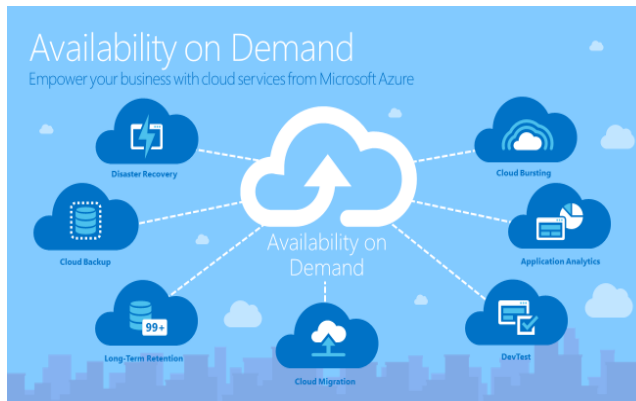 Availability on Demand
Empower your business with cloud services from Microsoft Azure
Disaster Recovery
Cloud Bursting
Cloud Backup
Availability on
Demand
Application Analytics
99+
Long-Term Retention
DevTest
Cloud Migration